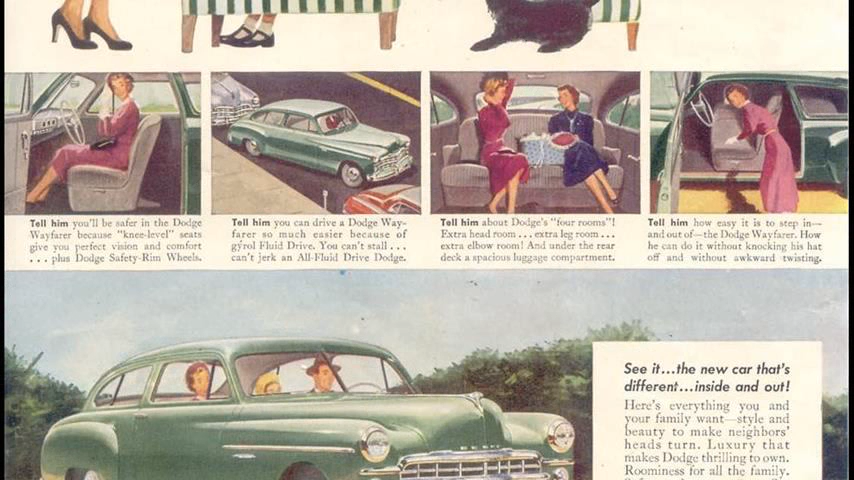 Tell him you'll be safer in the Dodge
Wayfarer because "knee-level" seats
give you perfect vision and comfort
... plus Dodge Safety-Rim Wheels.
Tell him you can drive a Dodge Way-
farer so much easier because of
gýrol Fluid Drive. You can't stall...
can't jerk an All-Fluid Drive Dodge.
Tell him about Dodge's "four rooms"!
Extra head room...extra leg room...
extra elbow room! And under the rear
deck a spacious luggage compartment.
Tell him how easy it is to step in—
and out of—the Dodge Wayfarer. How
he can do it without knocking his hat
off and without awkward twisting.
DODGE
See it...the new car that's
different...inside and out!
Here's everything you and
your family want—style and
beauty to make neighbors'
heads turn. Luxury that
makes Dodge thrilling to own.
Roominess for all the family.